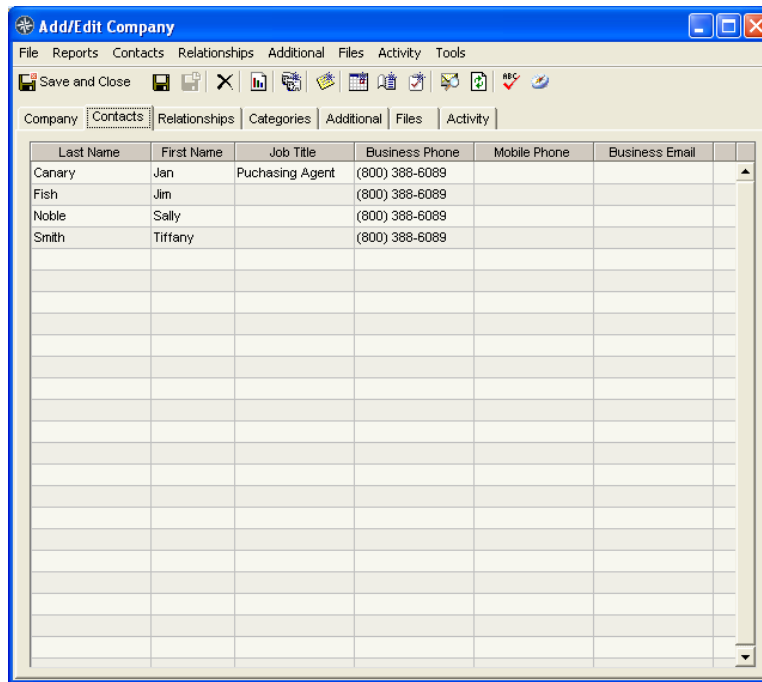 Add/Edit Company
File Reports Contacts Relationships Additional Files Activity Tools
Save and Close ABC
Company Contacts Relationships Categories Additional Files Activity
Last Name First Name Job Title Business Phone Mobile Phone Business Email
Canary Jan Puchasing Agent (800) 388-6089
Fish Jim (800) 388-6089
Noble Sally (800) 388-6089
Smith Tiffany (800) 388-6089